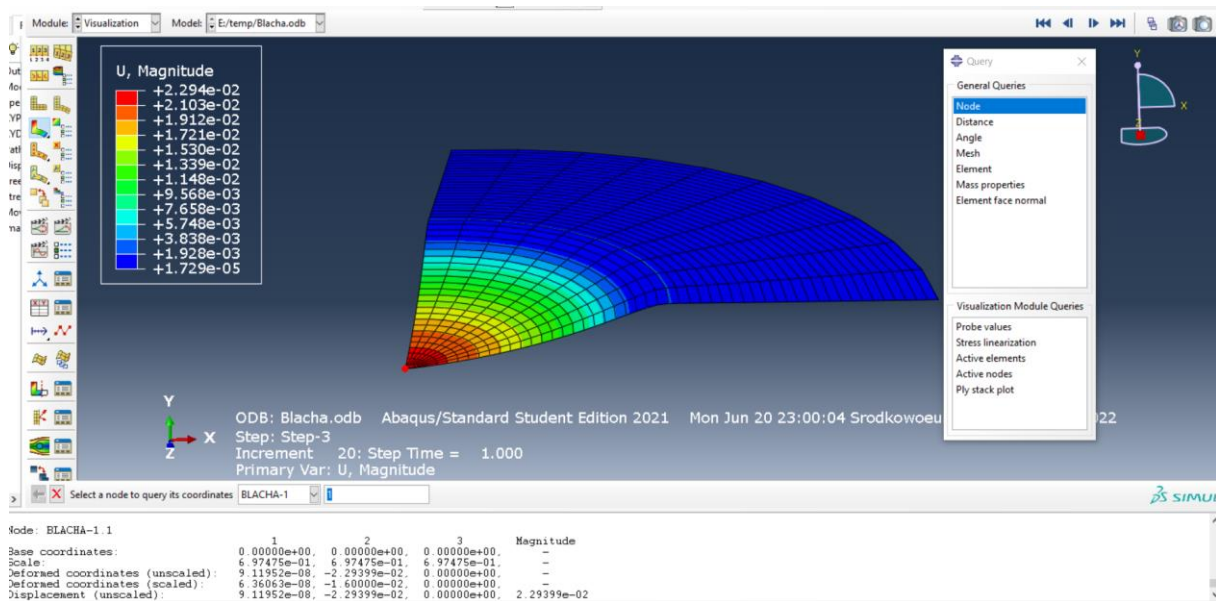 Module: Visualization Model: E:/temp/Blacha.odb
U, Magnitude
+2.294e-02
+2.103e-02
+1.912e-02
+1.721e-02
+1.530e-02
+1.339e-02
+1.148e-02
+9.568e-03
+7.658e-03
+5.748e-03
+3.838e-03
+1.928e-03
+1.729e-05
Query
General Queries
Node
Distance
Angle
Mesh
Element
Mass properties
Element face normal
Visualization Module Queries
Probe values
Stress linearization
Active elements
Active nodes
Ply stack plot
Y
X
Y
X
Z
ODB: Blacha.odb Abaqus/Standard Student Edition 2021 Mon Jun 20 23:00:04 Srodkowoeu
Step: Step-3
Increment 20: Step Time = 1.000
Primary Var: U, Magnitude
Select a node to query its coordinates BLACHA-1 1
Node: BLACHA-1.1
1 2 3 Magnitude
Base coordinates: 0.00000e+00, 0.00000e+00, 0.00000e+00, -
Scale: 6.97475e-01, 6.97475e-01, 6.97475e-01, -
Deformed coordinates (unscaled): 9.11952e-08, -2.29399e-02, 0.00000e+00, -
Deformed coordinates (scaled): 6.36063e-08, -1.60000e-02, 0.00000e+00, -
Displacement (unscaled): 9.11952e-08, -2.29399e-02, 0.00000e+00, 2.29399e-02